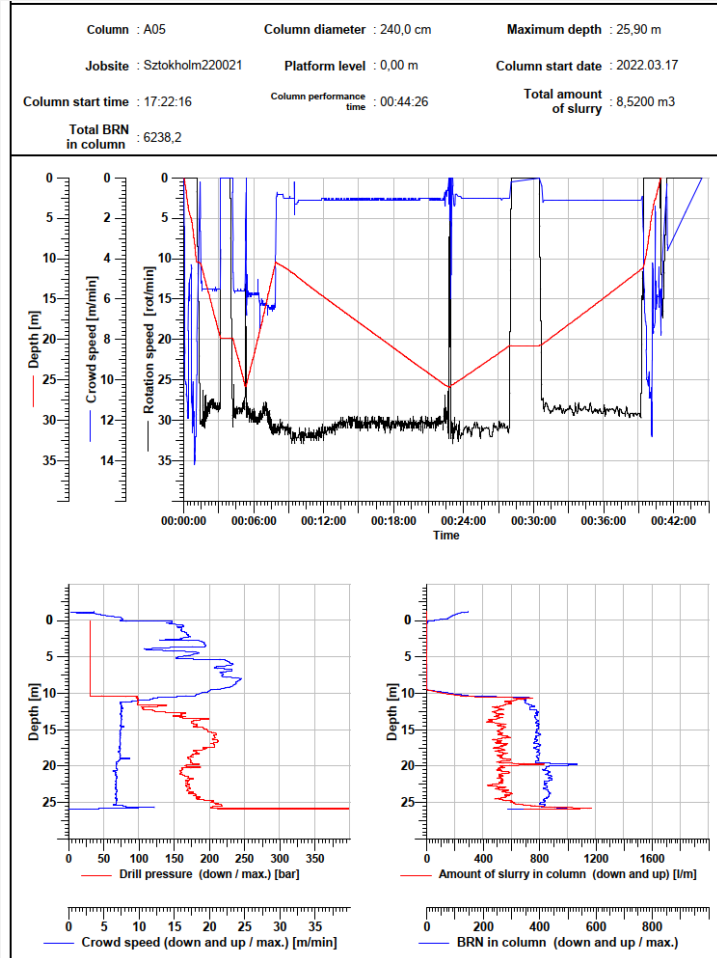 Column : A05 Column diameter : 240,0 cm Maximum depth : 25,90 m
Jobsite : Sztokholm220021 Platform level : 0,00 m Column start date : 2022.03.17
Column start time : 17:22:16 Column performance time : 00:44:26 Total amount of slurry : 8,5200 m3
Total BRN in column : 6238,2
0 0 0
5 2 5
10 4 10
15 6 15
20 8 20
25 10 25
30 12 30
35 14 35
Depth [m]
Crowd speed [m/min]
Rotation speed [rot/min]
00:00:00 00:06:00 00:12:00 00:18:00 00:24:00 00:30:00 00:36:00 00:42:00
Time
Depth [m]
0
5
10
15
20
25
0 50 100 150 200 250 300 350
Drill pressure (down / max.) [bar]
0 5 10 15 20 25 30 35
Crowd speed (down and up / max.) [m/min]
Depth [m]
0
5
10
15
20
25
0 400 800 1200 1600
Amount of slurry in column (down and up) [l/m]
0 200 400 600 800
BRN in column (down and up / max.)